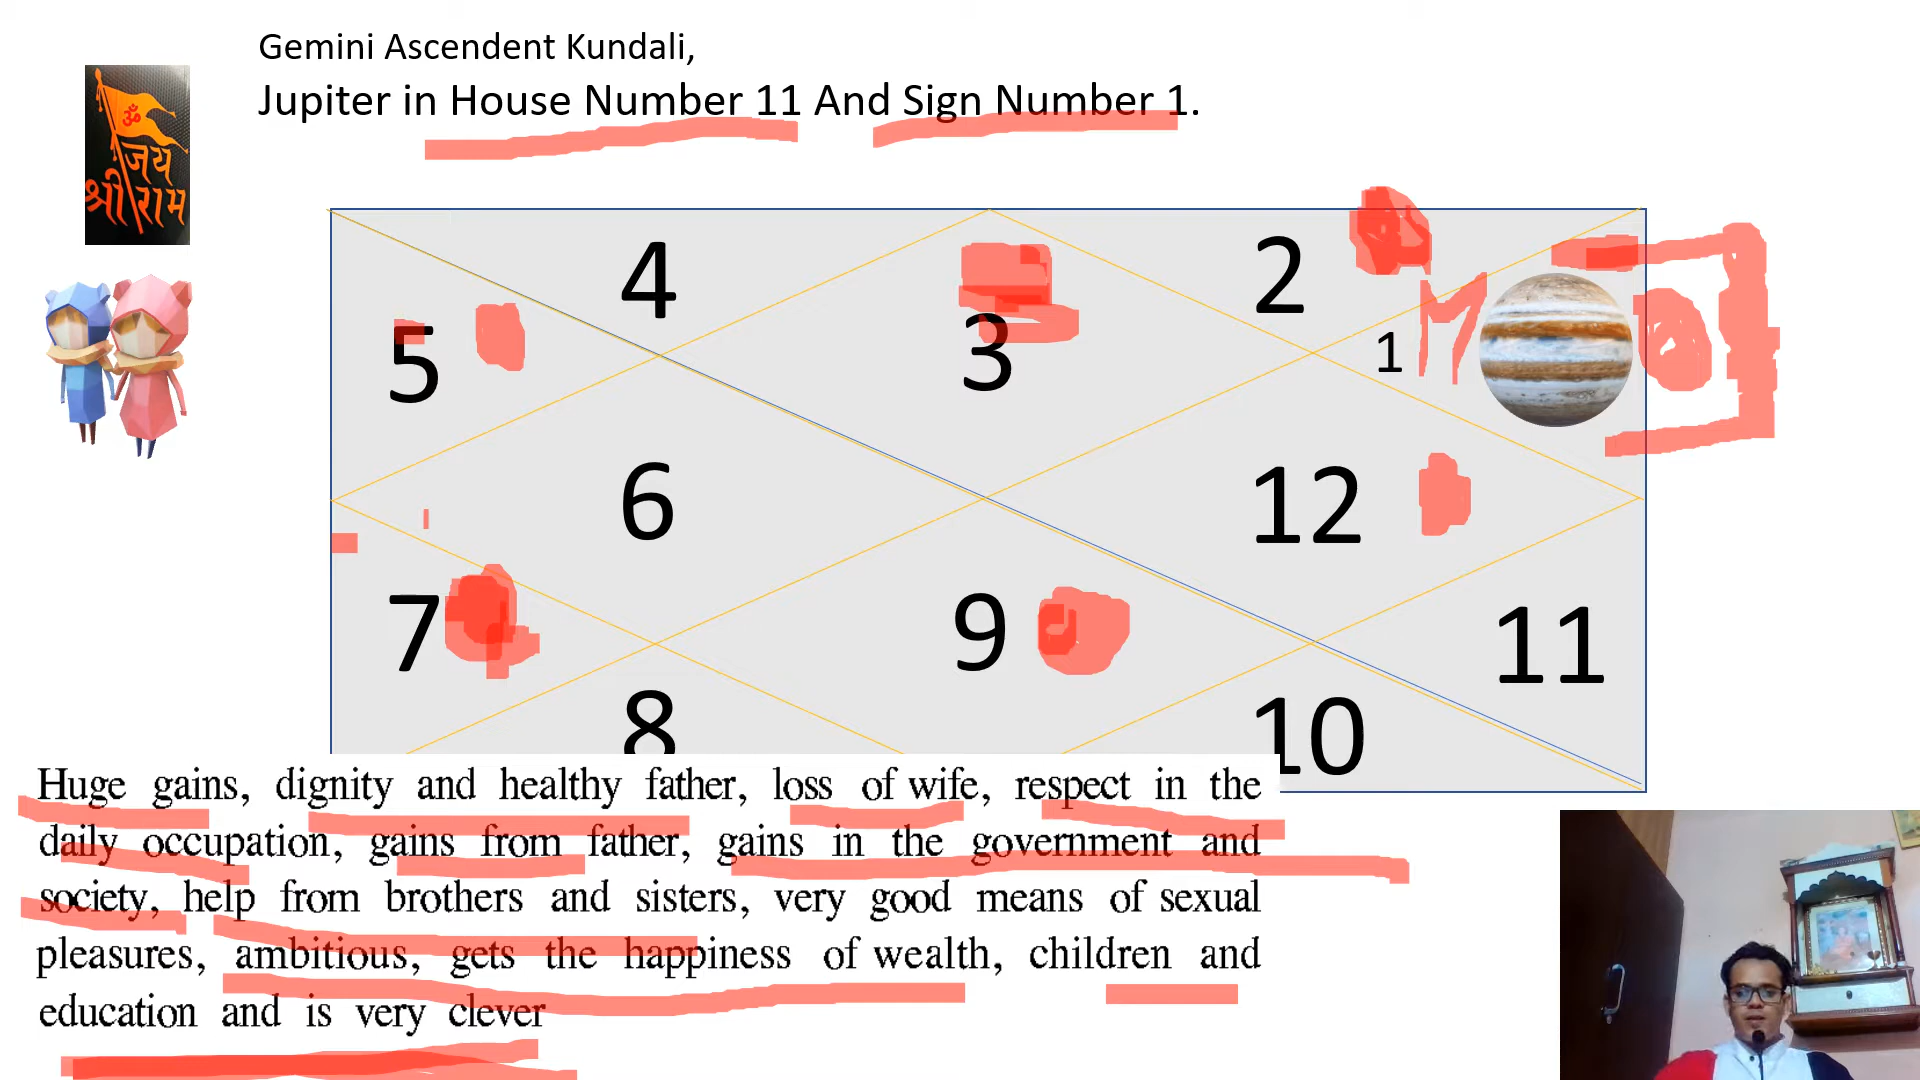 Gemini Ascendent Kundali,
Jupiter in House Number 11 And Sign Number 1.
ॐ
जय
श्री राम
4
2
5
3
1
6
12
7
9
11
8
10
Huge gains, dignity and healthy father, loss of wife, respect in the
daily occupation, gains from father, gains in the government and
society, help from brothers and sisters, very good means of sexual
pleasures, ambitious, gets the happiness of wealth, children and
education and is very clever